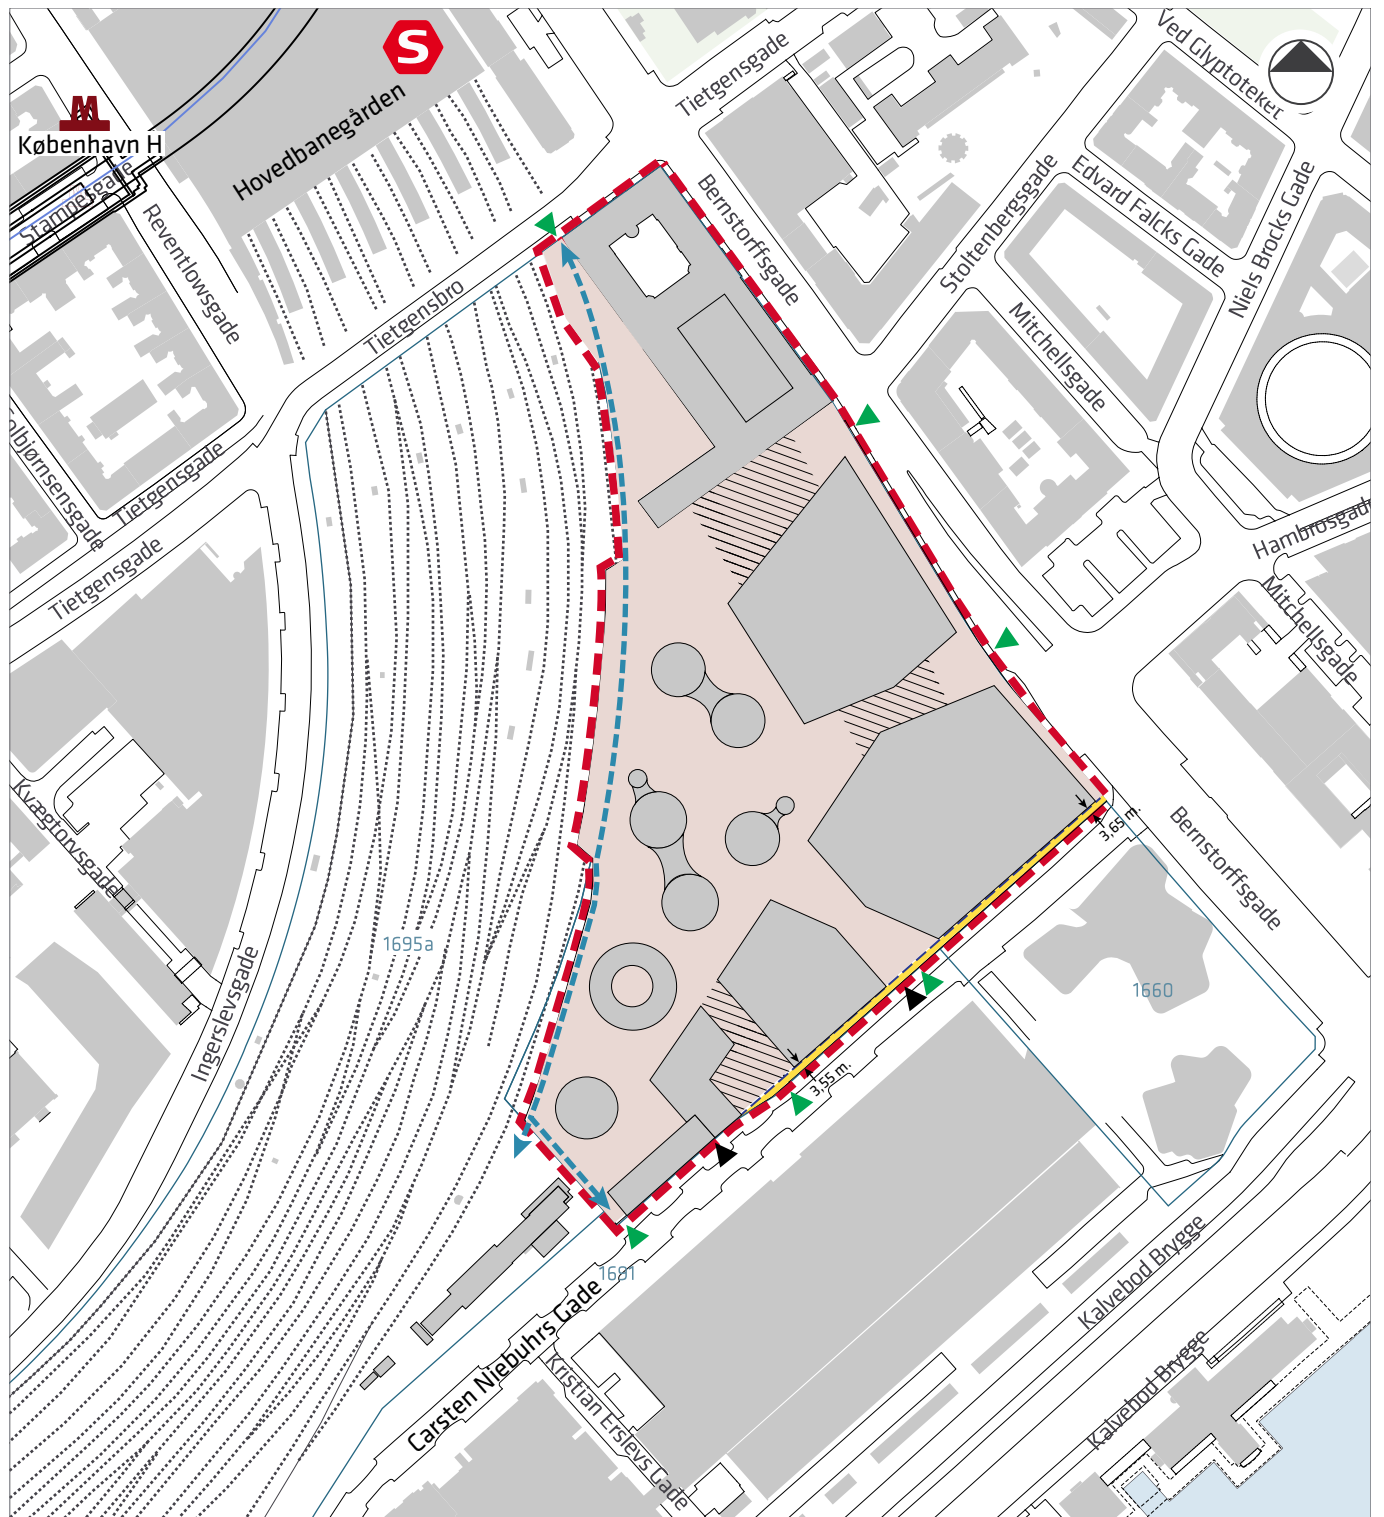 S
Hovedbanegården
M
København H
Stampesgade
Reventlowsgade
Tietgensgade
Ved Glyptoteket
Bernstorffsgade
Stoltenbergsgade
Edvard Falcks Gade
Niels Brocks Gade
Mitchellsgade
Tietgensbro
olbjørnsensgade
Tietgensgade
Tietgensgade
Hambrosgade
Mitchellsgade
Kvægtorvsgade
3,65 m.
Bernstorffsgade
1695a
1660
Ingerslevsgade
3,55 m.
1691
Carsten Niebuhrs Gade
Kristian Erslevs Gade
Kalvebod Brygge
Kalvebod Brygge